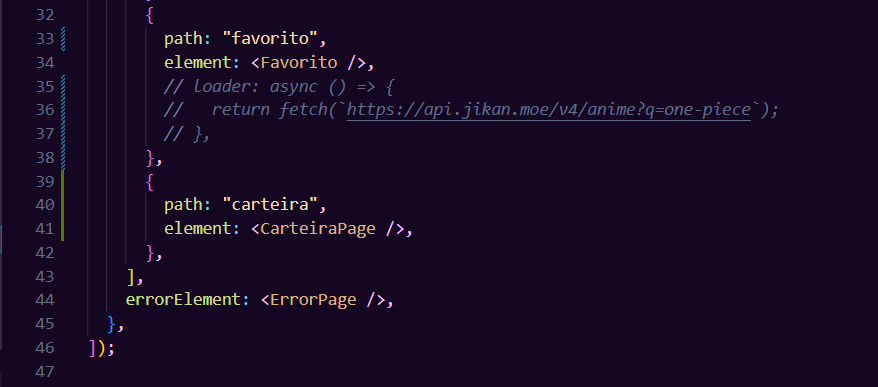 32 {
33 path: "favorito",
34 element: <Favorito />,
35 // loader: async () => {
36 //   return fetch(`https://api.jikan.moe/v4/anime?q=one-piece`);
37 // },
38 },
39 {
40 path: "carteira",
41 element: <CarteiraPage />,
42 },
43 ],
44 errorElement: <ErrorPage />,
45 },
46 ]);
47